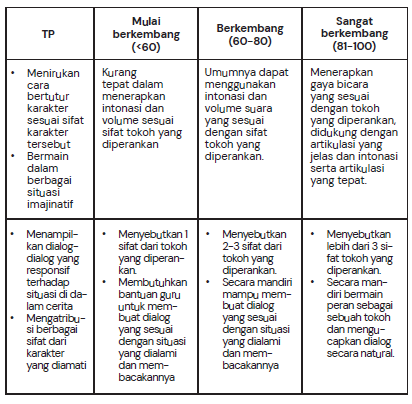 TP
Mulai
berkembang
(<60)
Berkembang
(60-80)
Sangat
berkembang
(81-100)
• Menirukan
cara
bertutur
karakter
sesuai sifat
karakter
tersebut
• Bermain
dalam
berbagai
situasi
imajinatif
Kurang
tepat dalam
menerapkan
intonasi dan
volume sesuai
sifat tokoh yang
diperankan
Umumnya dapat
menggunakan
intonasi dan
volume suara
yang sesuai
dengan sifat
tokoh yang
diperankan.
Menerapkan
gaya bicara
yang sesuai
dengan tokoh
yang diperankan,
didukung dengan
artikulasi yang
jelas dan intonasi
serta artikulasi
yang tepat.
• Menampil-
kan dialog-
dialog yang
responsif
terhadap
situasi di da-
lam cerita
• Mengatribu-
si berbagai
sifat dari
karakter
yang diamati
• Menyebutkan 1
sifat dari tokoh
yang diperan-
kan.
• Membutuhkan
bantuan guru
untuk mem-
buat dialog
yang sesuai
dengan situasi
yang dialami
dan mem-
bacakannya
• Menyebutkan
2-3 sifat dari
tokoh yang
diperankan.
• Secara mandiri
mampu mem-
buat dialog
yang sesuai
dengan situasi
yang dialami
dan mem-
bacakannya
• Menyebutkan
lebih dari 3 si-
fat tokoh yang
diperankan.
• Secara man-
diri bermain
peran sebagai
sebuah tokoh
dan mengu-
capkan dialog
secara natural.